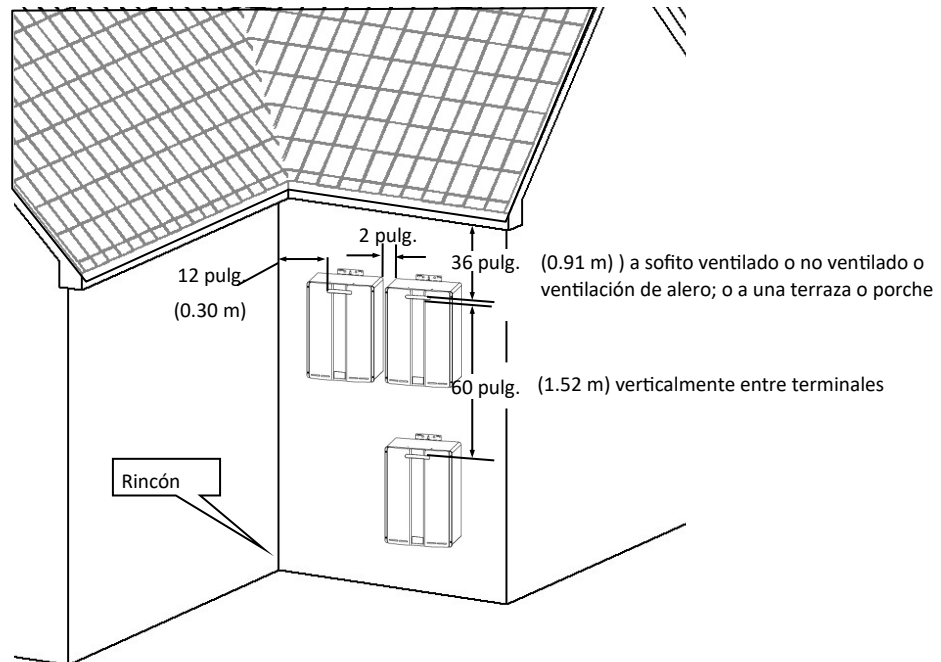 2 pulg.
12 pulg.
(0.30 m)
36 pulg. (0.91 m) ) a sofito ventilado o no ventilado o
ventilación de alero; o a una terraza o porche
60 pulg. (1.52 m) verticalmente entre terminales
Rincón